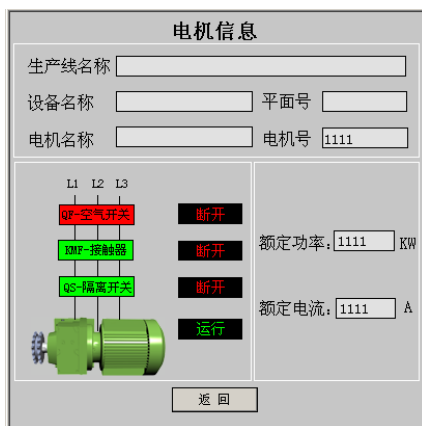 电机信息
生产线名称
设备名称 平面号
电机名称 电机号 1111
L1 L2 L3
QF-空气开关 断开
KMF-接触器 断开
QS-隔离开关 断开
运行
额定功率: 1111 KW
额定电流: 1111 A
返 回